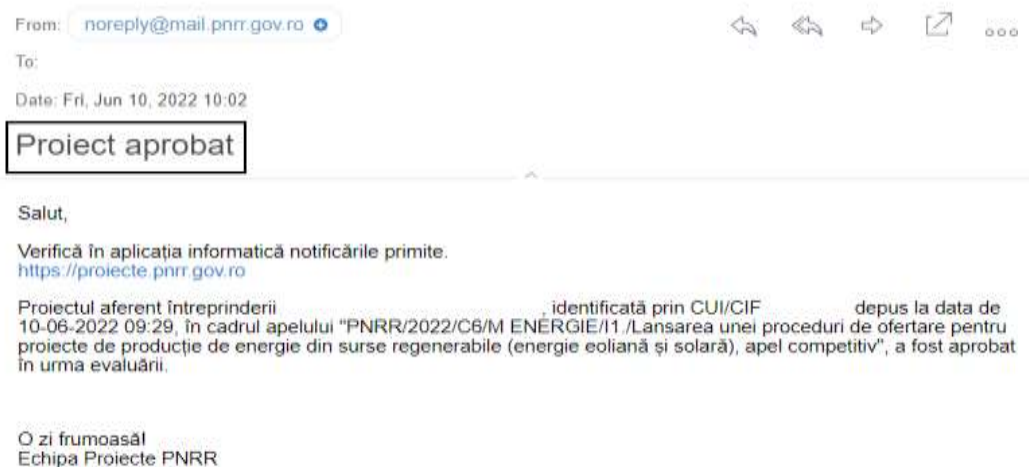 From: noreply@mail.pnrr.gov.ro
To:
Date: Fri, Jun 10, 2022 10:02
Proiect aprobat
Salut,
Verifică în aplicația informatică notificările primite.
https://proiecte.pnrr.gov.ro
Proiectul aferent întreprinderii , identificată prin CUI/CIF depus la data de
10-06-2022 09:29, în cadrul apelului "PNRR/2022/C6/M ENERGIE/I1./Lansarea unei proceduri de ofertare pentru
proiecte de producție de energie din surse regenerabile (energie eoliană și solară), apel competitiv", a fost aprobat
în urma evaluării.
O zi frumoasă!
Echipa Proiecte PNRR